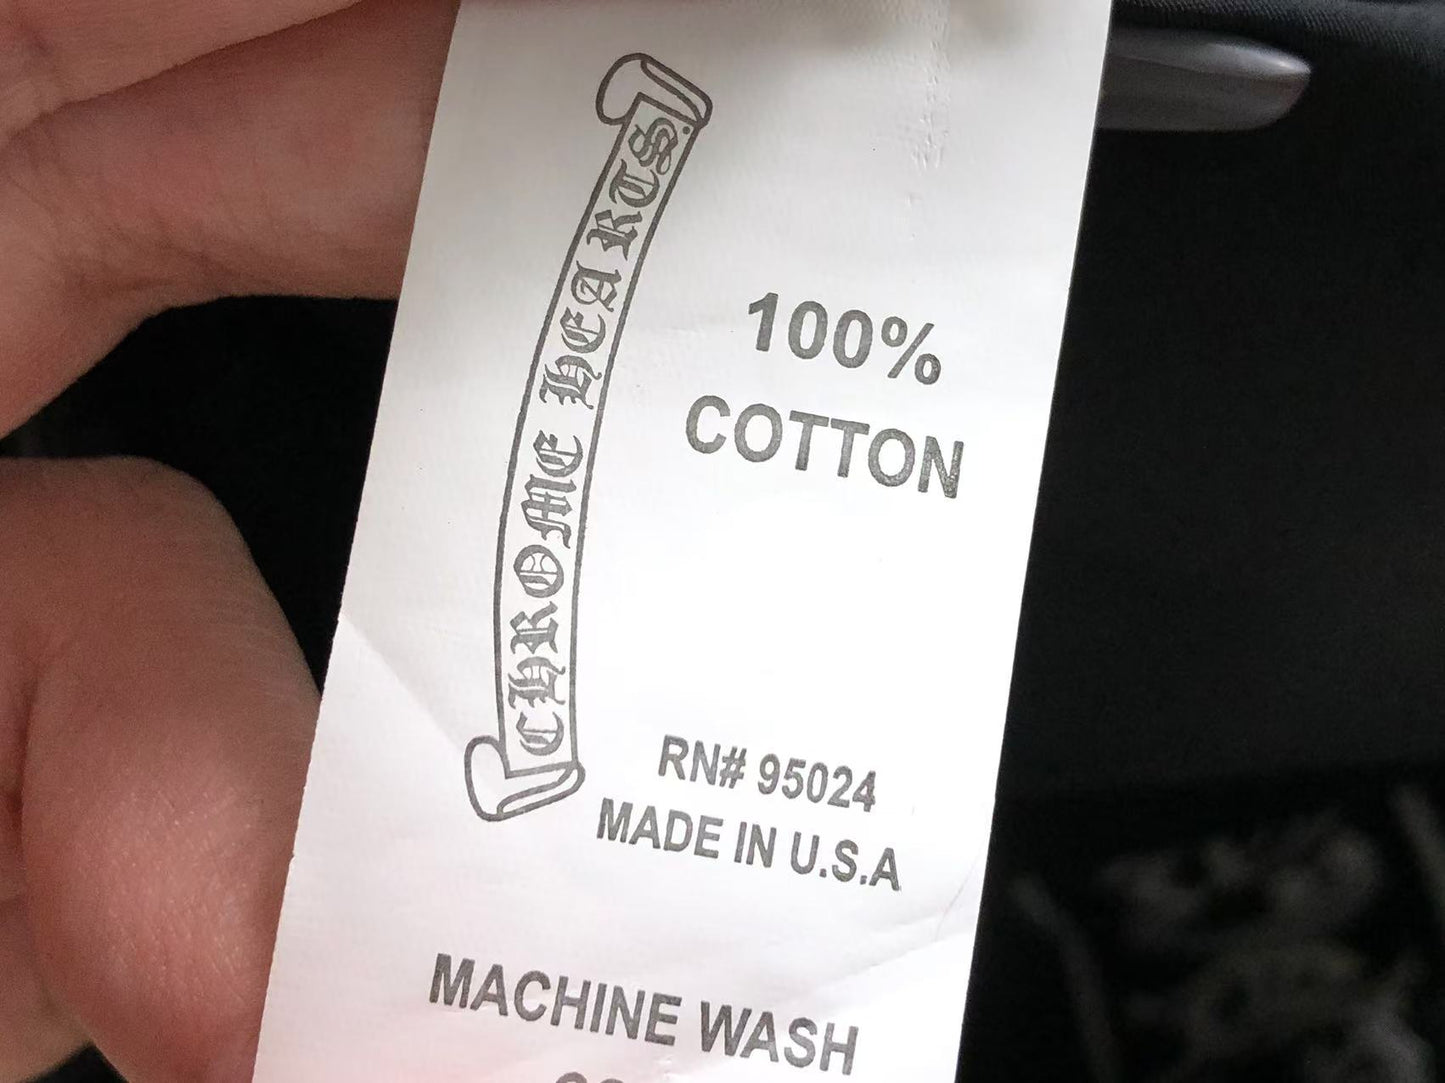 CHROME HEARTS
100%
COTTON
RN# 95024
MADE IN U.S.A
MACHINE WASH